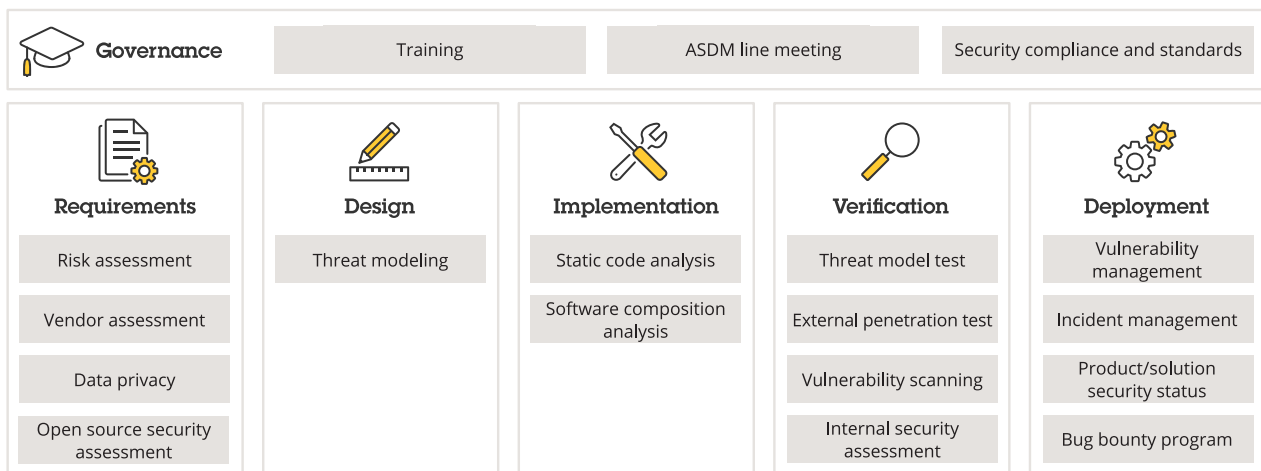 Governance
Training
ASDM line meeting
Security compliance and standards
Requirements
Risk assessment
Vendor assessment
Data privacy
Open source security
assessment
Design
Threat modeling
Implementation
Static code analysis
Software composition
analysis
Verification
Threat model test
External penetration test
Vulnerability scanning
Internal security
assessment
Deployment
Vulnerability
management
Incident management
Product/solution
security status
Bug bounty program